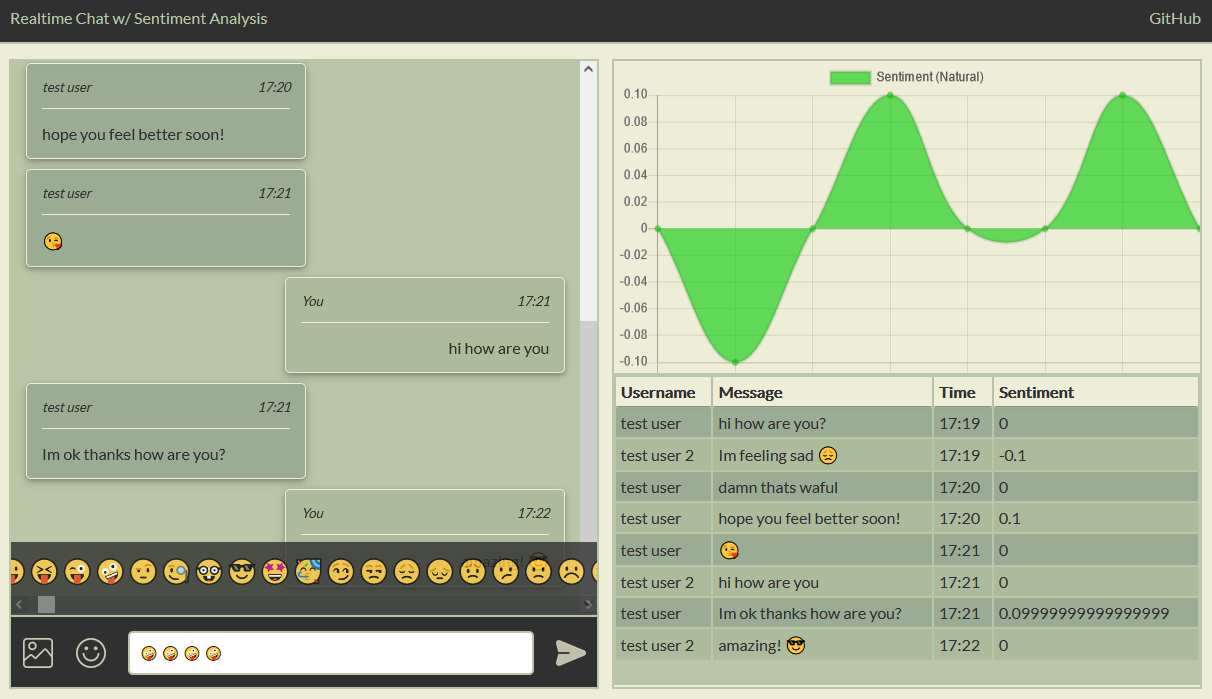 Realtime Chat w/ Sentiment Analysis
GitHub
test user 17:20
hope you feel better soon!
test user 17:21
😘
You 17:21
hi how are you
test user 17:21
Im ok thanks how are you?
You 17:22
amazing! 😎
🤪 🤪 🤪 🤪
Sentiment (Natural)
0.10
0.08
0.06
0.04
0.02
0
-0.02
-0.04
-0.06
-0.08
-0.10
Username Message Time Sentiment
test user hi how are you? 17:19 0
test user 2 Im feeling sad 😞 17:19 -0.1
test user damn thats waful 17:20 0
test user hope you feel better soon! 17:20 0.1
test user 😘 17:21 0
test user 2 hi how are you 17:21 0
test user Im ok thanks how are you? 17:21 0.09999999999999999
test user 2 amazing! 😎 17:22 0